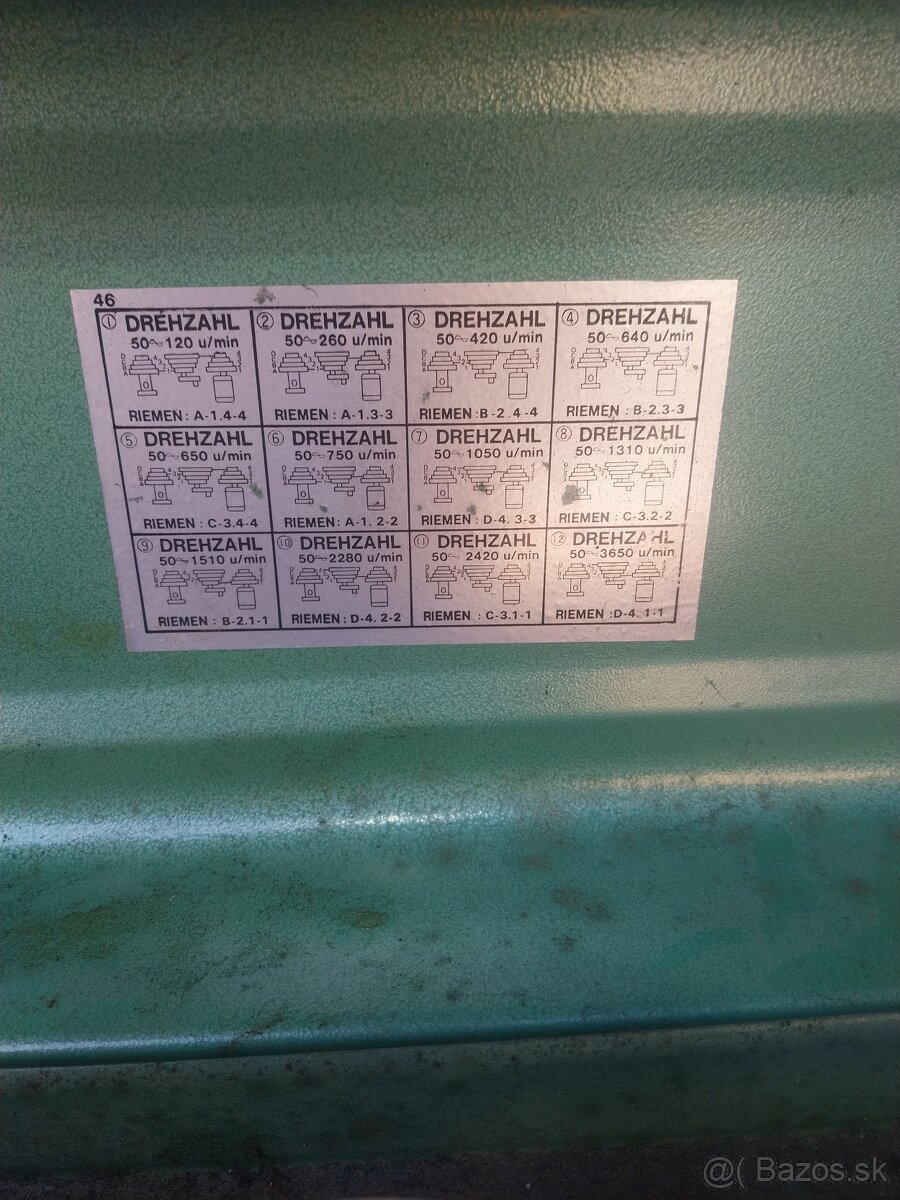 46
① DREHZAHL
50~120 u/min
RIEMEN: A-1.4-4
② DREHZAHL
50~260 u/min
RIEMEN: A-1.3-3
③ DREHZAHL
50~420 u/min
RIEMEN: B-2.4-4
④ DREHZAHL
50~640 u/min
RIEMEN: B-2.3-3
⑤ DREHZAHL
50~650 u/min
RIEMEN: C-3.4-4
⑥ DREHZAHL
50~750 u/min
RIEMEN: A-1.2-2
⑦ DREHZAHL
50~1050 u/min
RIEMEN: D-4.3-3
⑧ DREHZAHL
50~1310 u/min
RIEMEN: C-3.2-2
⑨ DREHZAHL
50~1510 u/min
RIEMEN: B-2.1-1
⑩ DREHZAHL
50~2280 u/min
RIEMEN: D-4.2-2
⑪ DREHZAHL
50~2420 u/min
RIEMEN: C-3.1-1
⑫ DREHZAHL
50~3650 u/min
RIEMEN: D-4.1-1
@( Bazos.sk